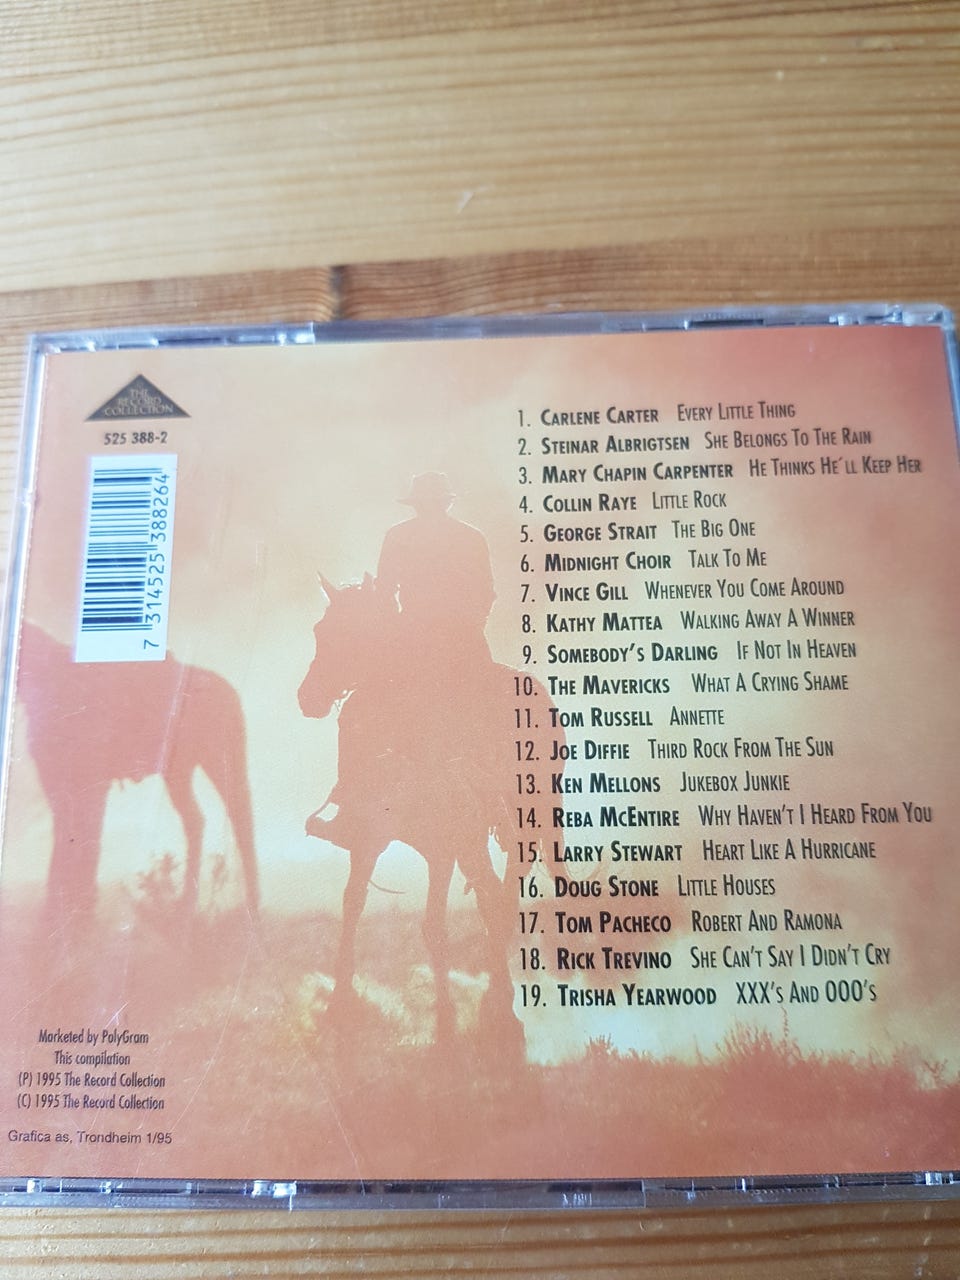 THE
RECORD
COLLECTION
525 388-2
7 314525 388264
1. CARLENE CARTER EVERY LITTLE THING
2. STEINAR ALBRIGTSEN SHE BELONGS TO THE RAIN
3. MARY CHAPIN CARPENTER HE THINKS HE´LL KEEP HER
4. COLLIN RAYE LITTLE ROCK
5. GEORGE STRAIT THE BIG ONE
6. MIDNIGHT CHOIR TALK TO ME
7. VINCE GILL WHENEVER YOU COME AROUND
8. KATHY MATTEA WALKING AWAY A WINNER
9. SOMEBODY'S DARLING IF NOT IN HEAVEN
10. THE MAVERICKS WHAT A CRYING SHAME
11. TOM RUSSELL ANNETTE
12. JOE DIFFIE THIRD ROCK FROM THE SUN
13. KEN MELLONS JUKEBOX JUNKIE
14. REBA MCENTIRE WHY HAVEN'T I HEARD FROM YOU
15. LARRY STEWART HEART LIKE A HURRICANE
16. DOUG STONE LITTLE HOUSES
17. TOM PACHECO ROBERT AND RAMONA
18. RICK TREVINO SHE CAN'T SAY I DIDN'T CRY
19. TRISHA YEARWOOD XXX'S AND OOO'S
Marketed by PolyGram
This compilation
(P) 1995 The Record Collection
(C) 1995 The Record Collection
Grafica as, Trondheim 1/95